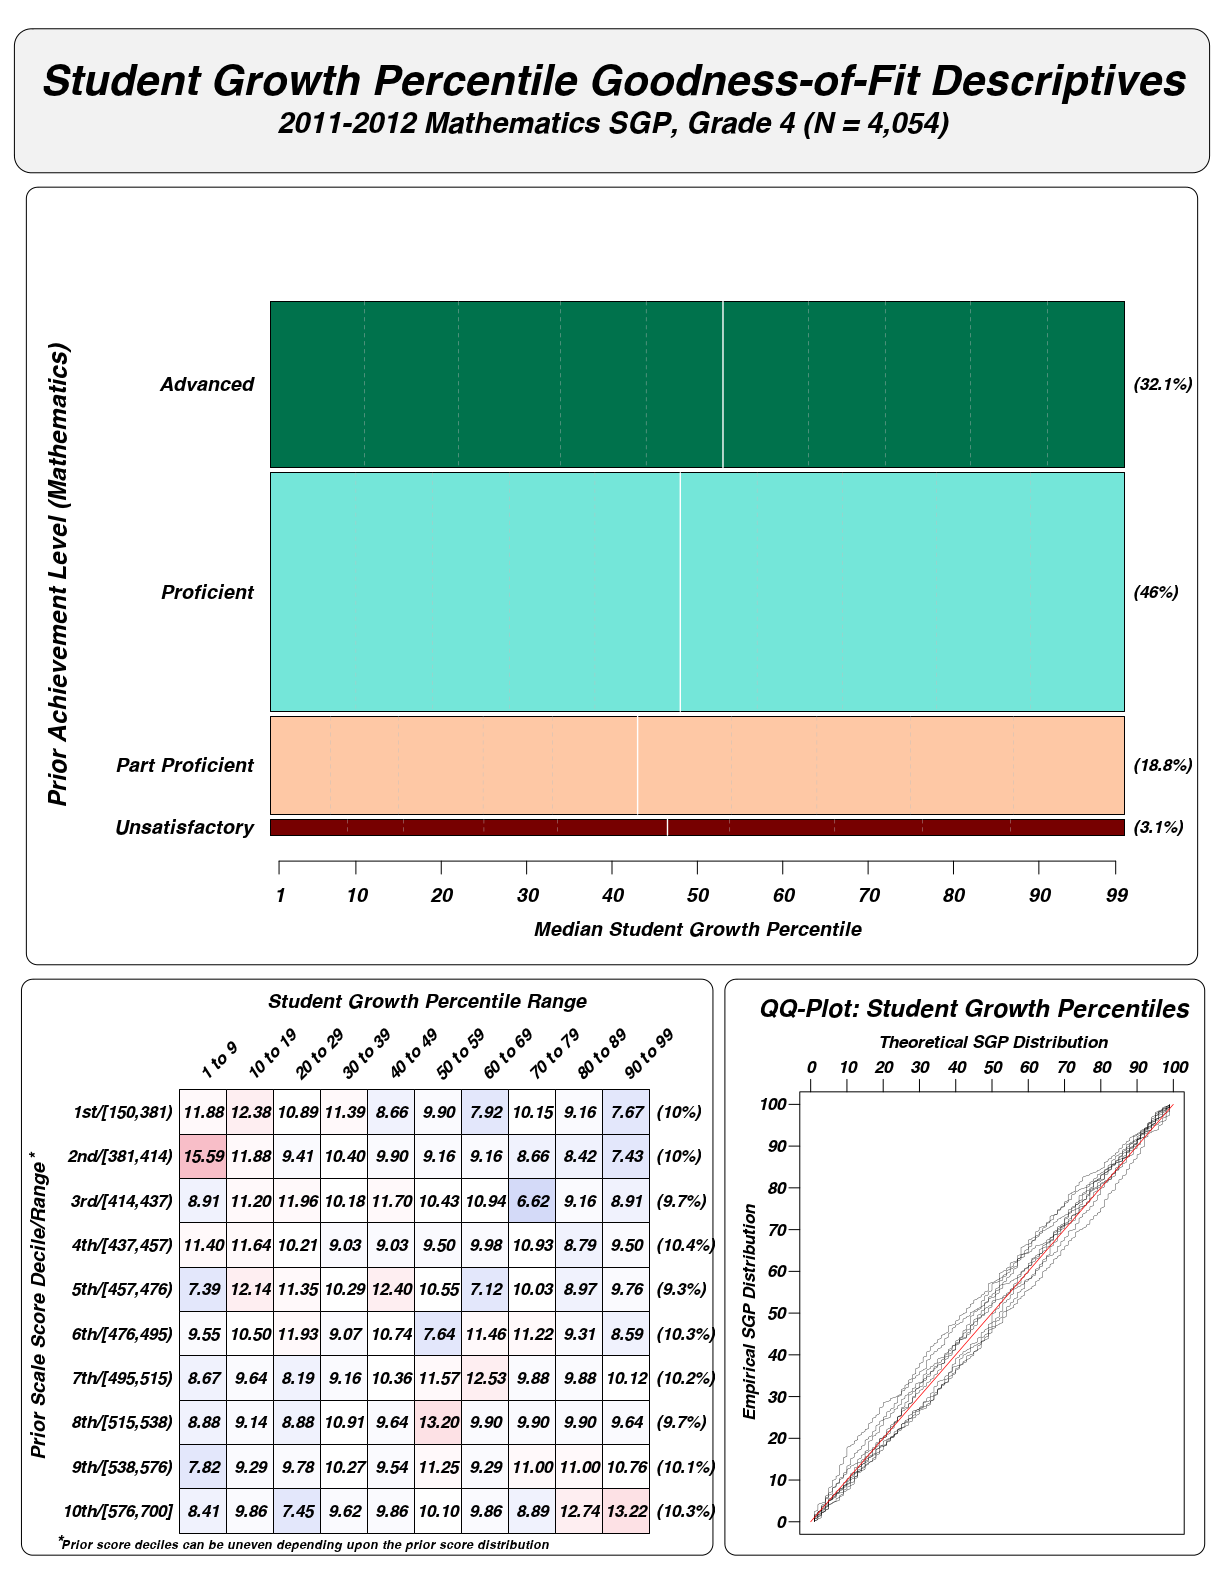 Student Growth Percentile Goodness-of-Fit Descriptives
2011-2012 Mathematics SGP, Grade 4 (N = 4,054)
Prior Achievement Level (Mathematics)
Advanced (32.1%)
Proficient (46%)
Part Proficient (18.8%)
Unsatisfactory (3.1%)
1 10 20 30 40 50 60 70 80 90 99
Median Student Growth Percentile
Student Growth Percentile Range
1 to 9 10 to 19 20 to 29 30 to 39 40 to 49 50 to 59 60 to 69 70 to 79 80 to 89 90 to 99
Prior Scale Score Decile/Range*
1st/[150,381) 11.88 12.38 10.89 11.39 8.66 9.90 7.92 10.15 9.16 7.67 (10%)
2nd/[381,414) 15.59 11.88 9.41 10.40 9.90 9.16 9.16 8.66 8.42 7.43 (10%)
3rd/[414,437) 8.91 11.20 11.96 10.18 11.70 10.43 10.94 6.62 9.16 8.91 (9.7%)
4th/[437,457) 11.40 11.64 10.21 9.03 9.03 9.50 9.98 10.93 8.79 9.50 (10.4%)
5th/[457,476) 7.39 12.14 11.35 10.29 12.40 10.55 7.12 10.03 8.97 9.76 (9.3%)
6th/[476,495) 9.55 10.50 11.93 9.07 10.74 7.64 11.46 11.22 9.31 8.59 (10.3%)
7th/[495,515) 8.67 9.64 8.19 9.16 10.36 11.57 12.53 9.88 9.88 10.12 (10.2%)
8th/[515,538) 8.88 9.14 8.88 10.91 9.64 13.20 9.90 9.90 9.90 9.64 (9.7%)
9th/[538,576) 7.82 9.29 9.78 10.27 9.54 11.25 9.29 11.00 11.00 10.76 (10.1%)
10th/[576,700] 8.41 9.86 7.45 9.62 9.86 10.10 9.86 8.89 12.74 13.22 (10.3%)
*Prior score deciles can be uneven depending upon the prior score distribution
QQ-Plot: Student Growth Percentiles
Theoretical SGP Distribution
0 10 20 30 40 50 60 70 80 90 100
Empirical SGP Distribution
100
90
80
70
60
50
40
30
20
10
0